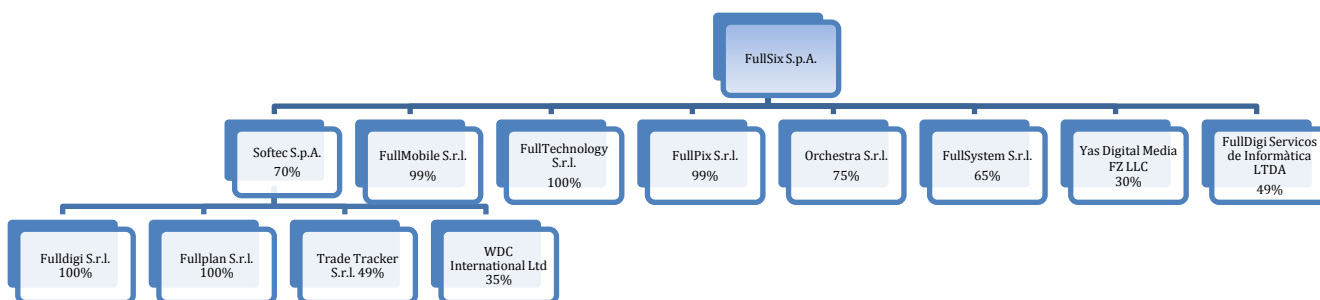 FullSix S.p.A.
Softec S.p.A.
70%
FullMobile S.r.l.
99%
FullTechnology
S.r.l.
100%
FullPix S.r.l.
99%
Orchestra S.r.l.
75%
FullSystem S.r.l.
65%
Yas Digital Media
FZ LLC
30%
FullDigi Servicos
de Informàtica
LTDA
49%
Fulldigi S.r.l.
100%
Fullplan S.r.l.
100%
Trade Tracker
S.r.l. 49%
WDC
International Ltd
35%